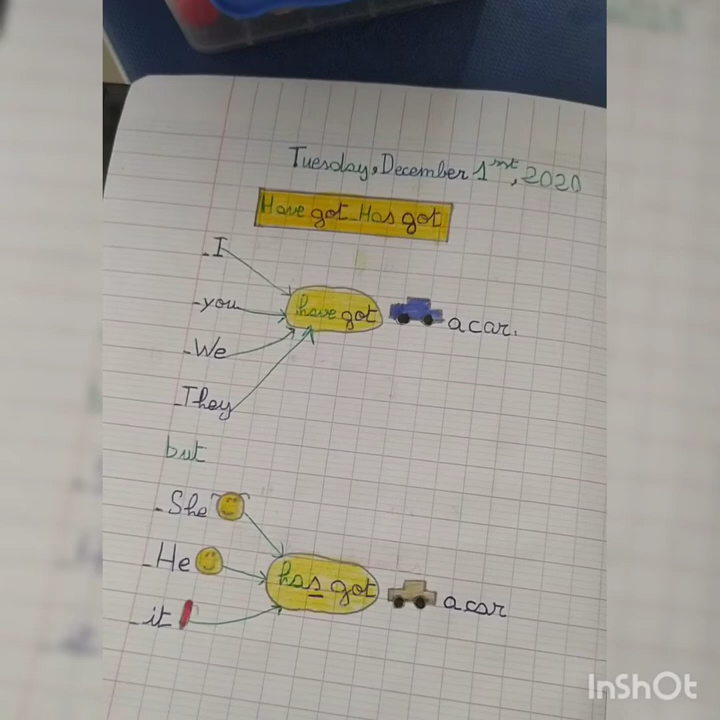 Tuesday, December 1st, 2020
Have got_Has got
_I
_you
have got
a car.
_We
_They
but
_She
_He
has got
a car
_it
InShOt